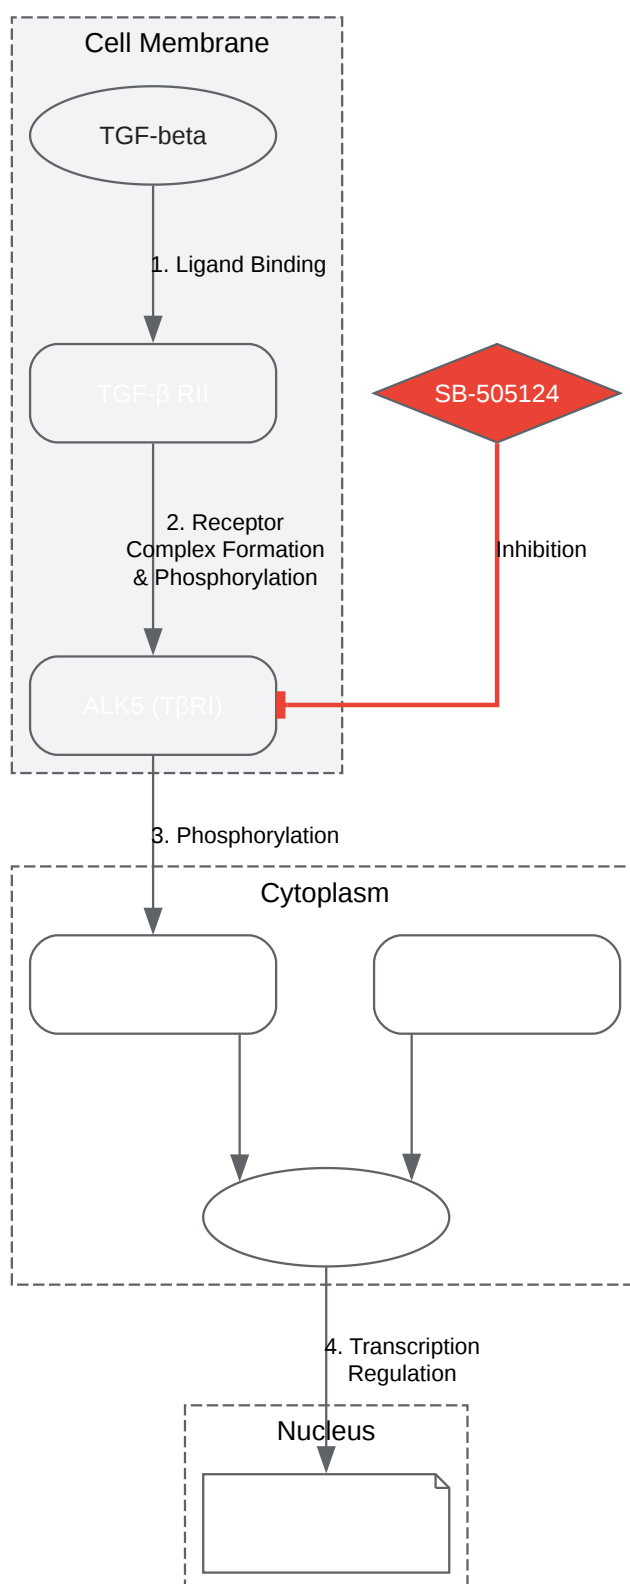 Cell Membrane
TGF-beta
1. Ligand Binding
TGF-β RII
SB-505124
2. Receptor
Complex Formation
& Phosphorylation
Inhibition
ALK5 (TβRI)
3. Phosphorylation
Cytoplasm
4. Transcription
Regulation
Nucleus